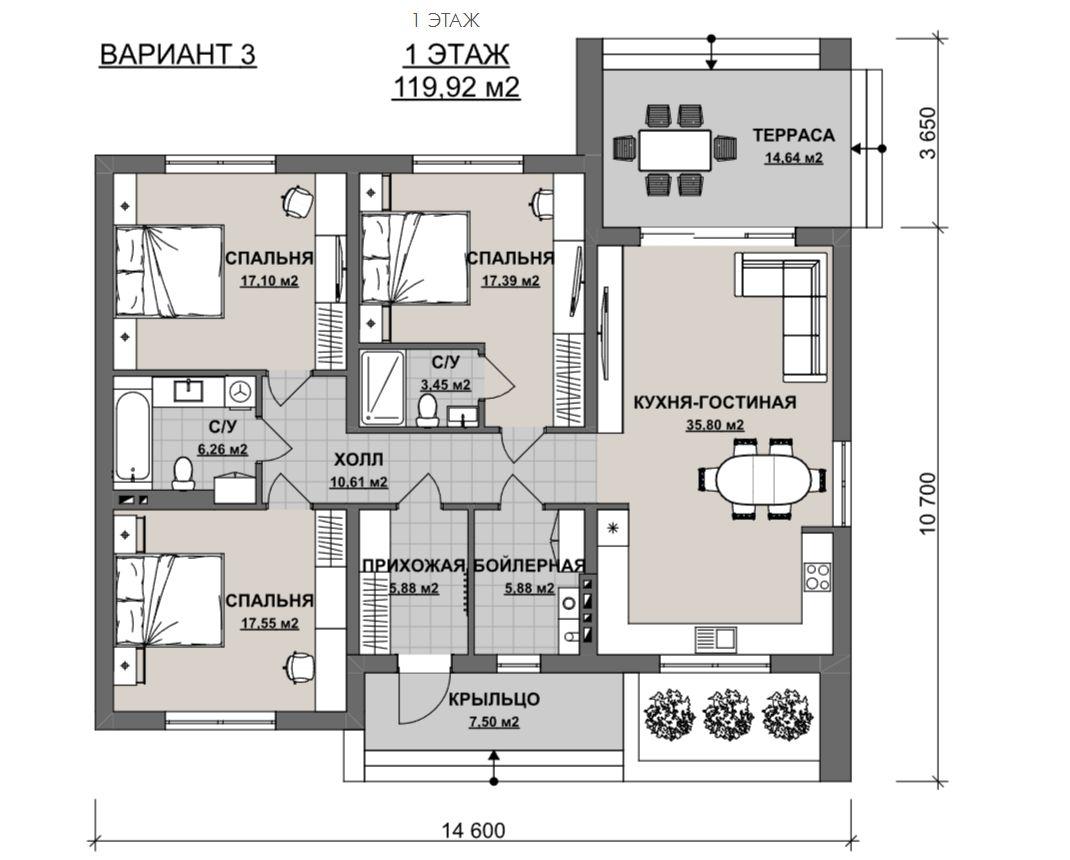 1 ЭТАЖ
ВАРИАНТ 3
1 ЭТАЖ
119,92 м2
ТЕРРАСА
14.64 м2
3 650
СПАЛЬНЯ
17.10 м2
СПАЛЬНЯ
17.39 м2
С/У
3.45 м2
КУХНЯ-ГОСТИНАЯ
35.80 м2
С/У
6.26 м2
ХОЛЛ
10.61 м2
10 700
ПРИХОЖАЯ
5.88 м2
БОЙЛЕРНАЯ
5.88 м2
СПАЛЬНЯ
17.55 м2
КРЫЛЬЦО
7.50 м2
14 600